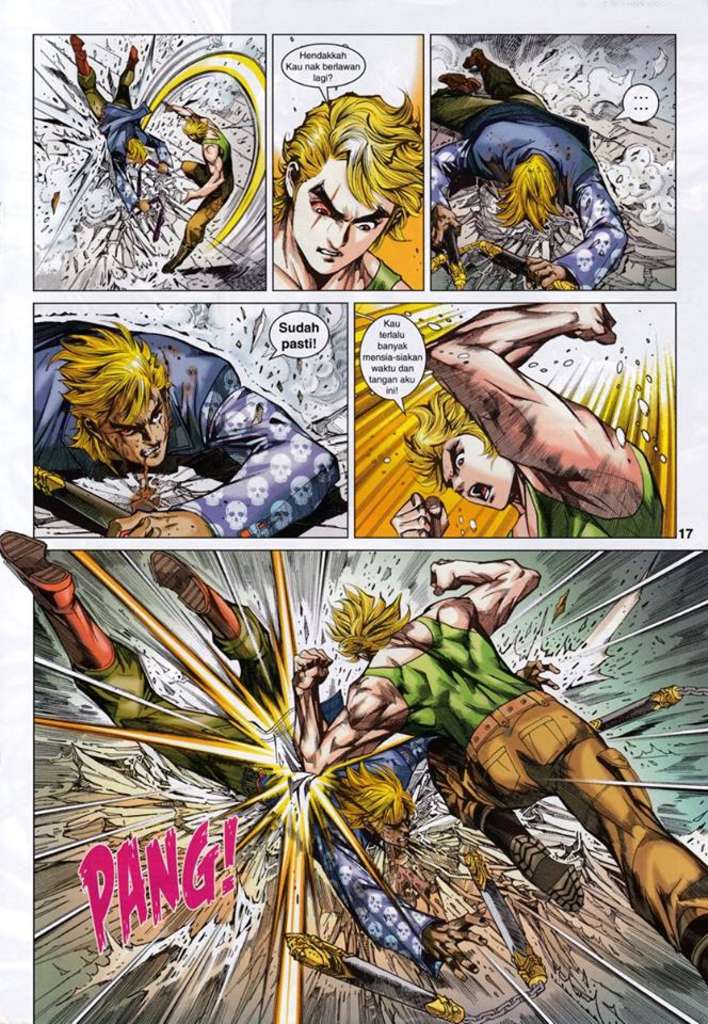 Hendakkah
Kau nak berlawan
lagi?
...
Sudah
pasti!
Kau
terlalu
banyak
mensia-siakan
waktu dan
tangan aku
ini!
17
PANG!